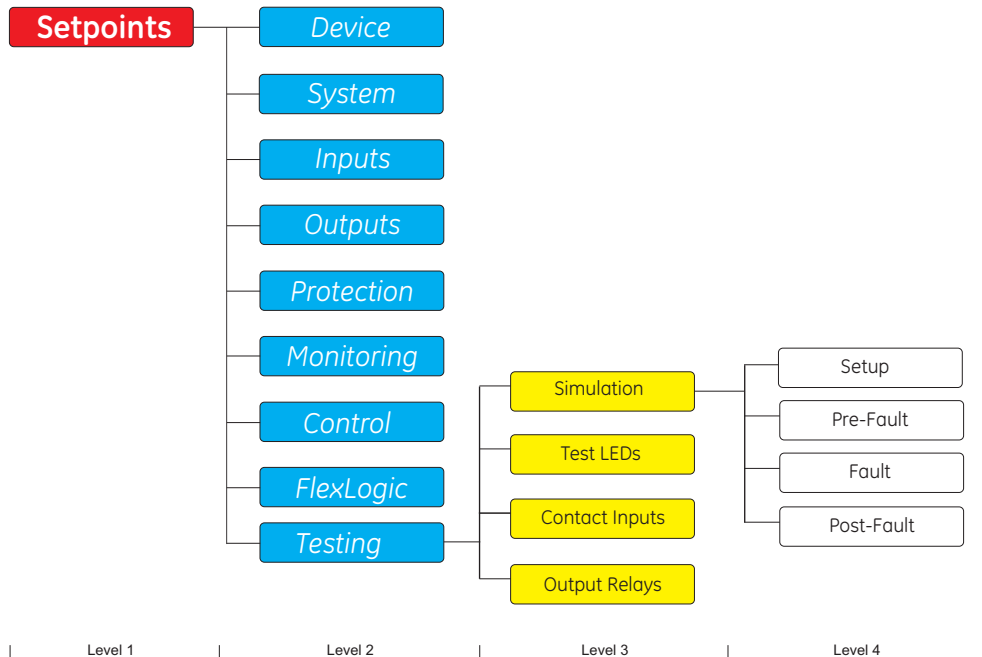 Setpoints
Device
System
Inputs
Outputs
Protection
Monitoring
Control
FlexLogic
Testing
Simulation
Test LEDs
Contact Inputs
Output Relays
Setup
Pre-Fault
Fault
Post-Fault
Level 1
Level 2
Level 3
Level 4